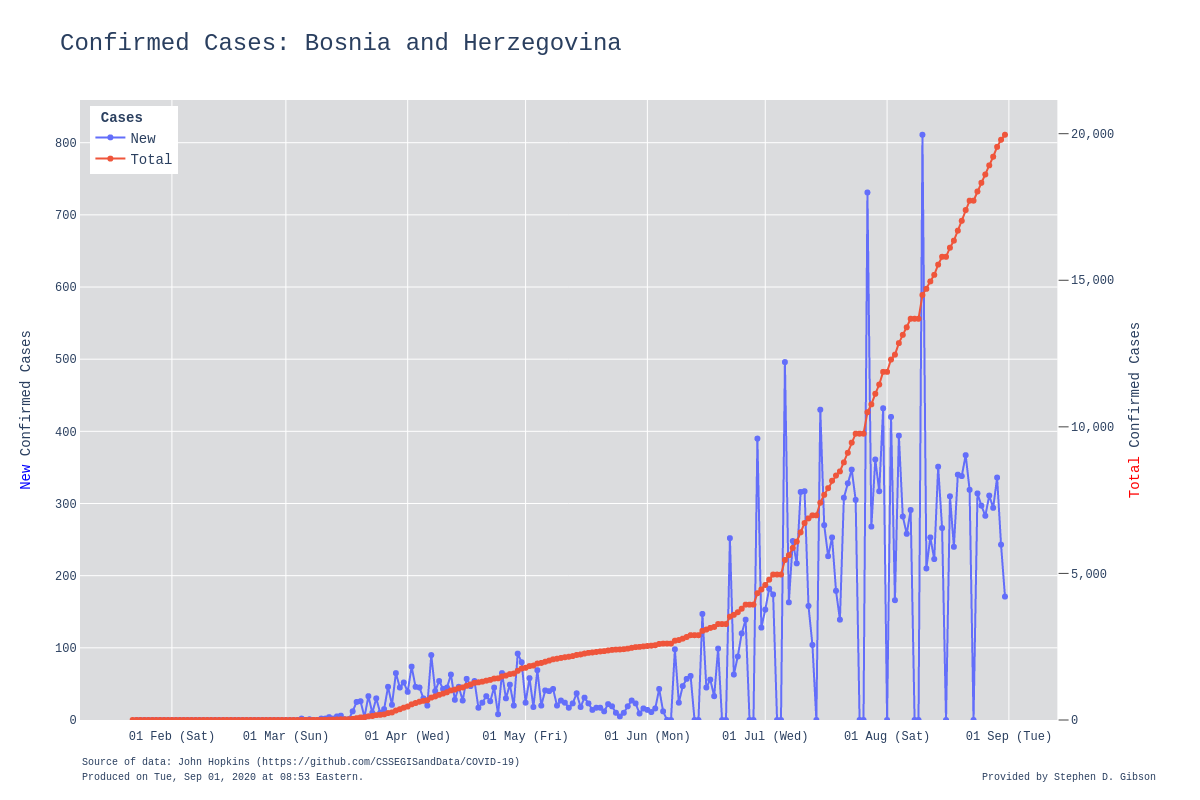 Confirmed Cases: Bosnia and Herzegovina
Cases
New
Total
800
700
600
500
400
300
200
100
0
20,000
15,000
10,000
5,000
0
New Confirmed Cases
Total Confirmed Cases
01 Feb (Sat)
01 Mar (Sun)
01 Apr (Wed)
01 May (Fri)
01 Jun (Mon)
01 Jul (Wed)
01 Aug (Sat)
01 Sep (Tue)
Source of data: John Hopkins (https://github.com/CSSEGISandData/COVID-19)
Produced on Tue, Sep 01, 2020 at 08:53 Eastern.
Provided by Stephen D. Gibson